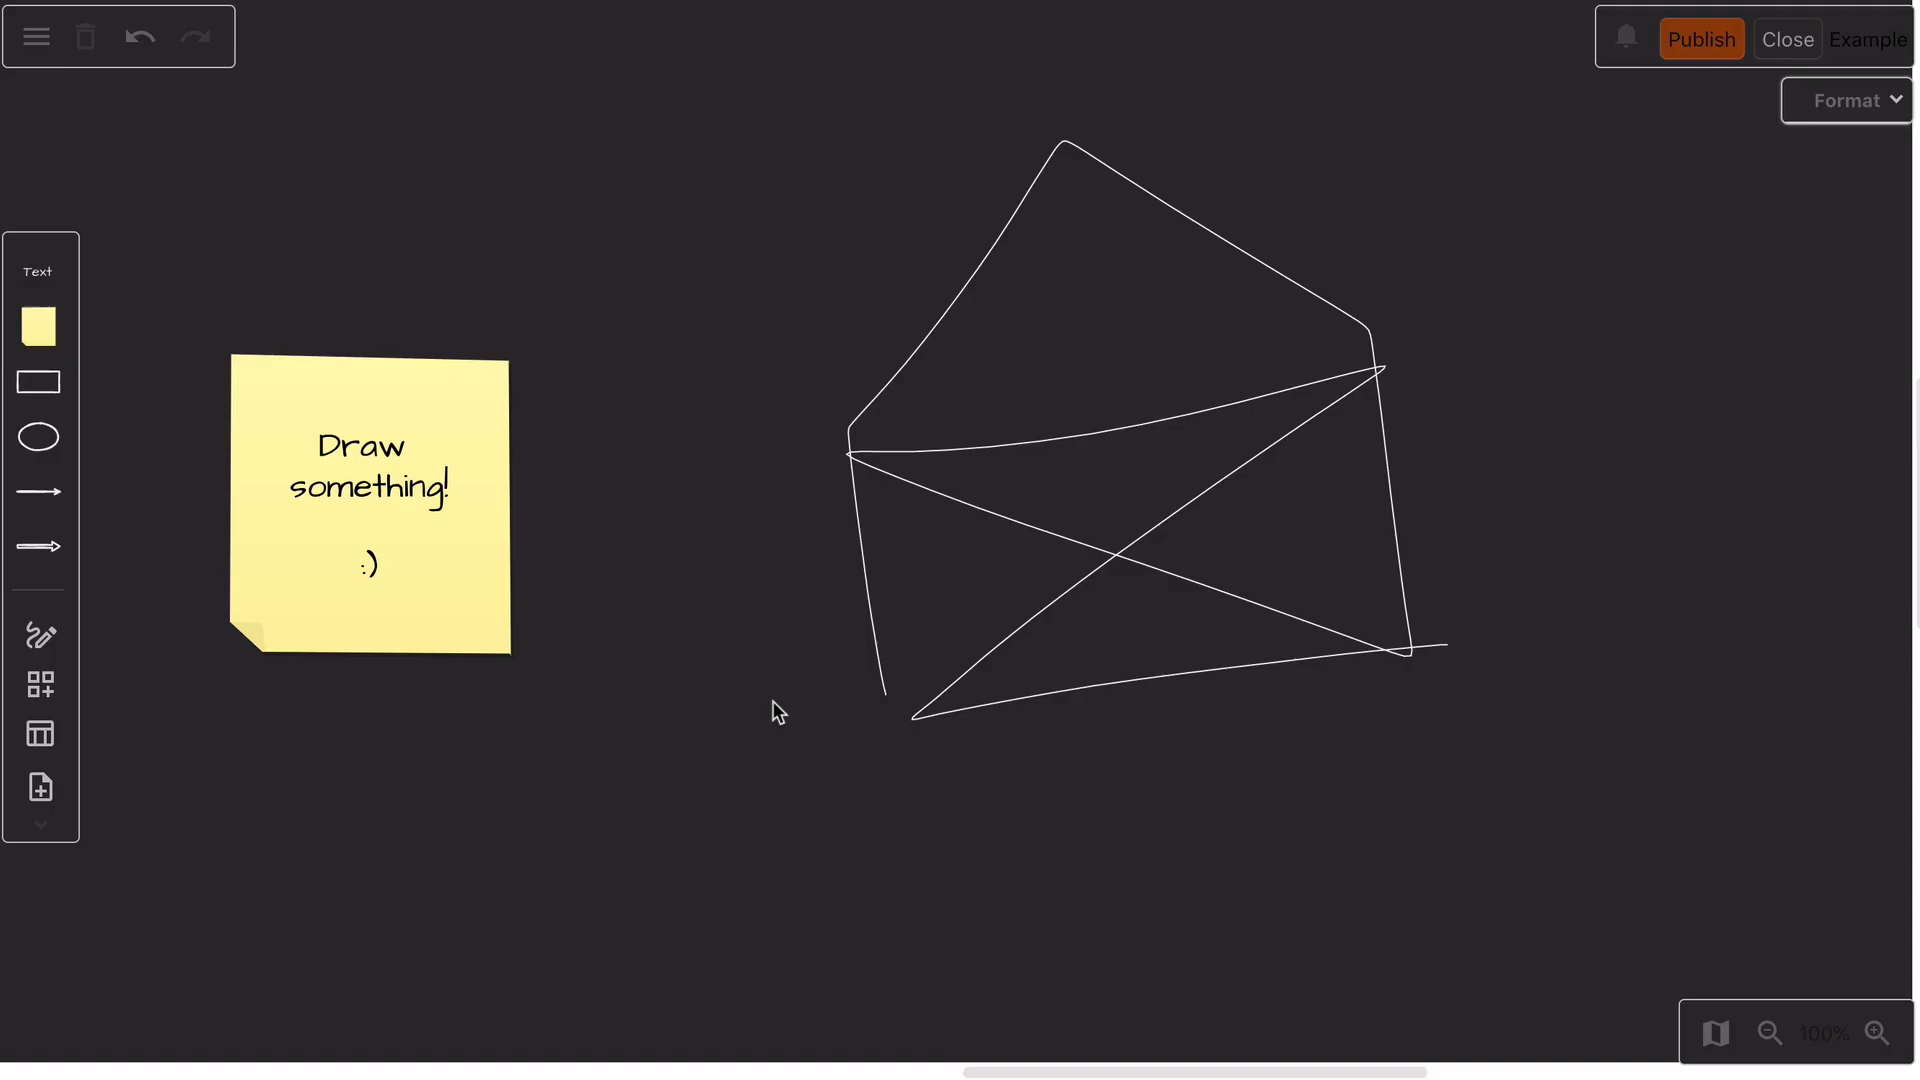 Publish Close Example
Format
Text
Draw
something!
:)
100%